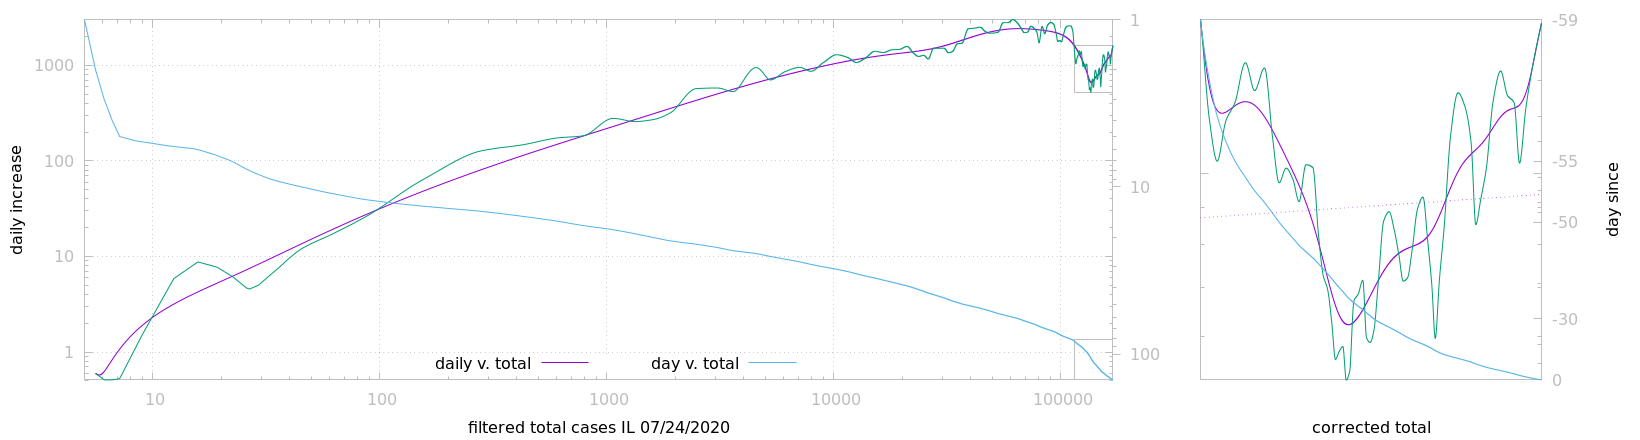 daily increase
1000
100
10
1
daily v. total
day v. total
1
10
100
10
100
1000
10000
100000
filtered total cases IL 07/24/2020
-59
-55
-50
-30
0
day since
corrected total